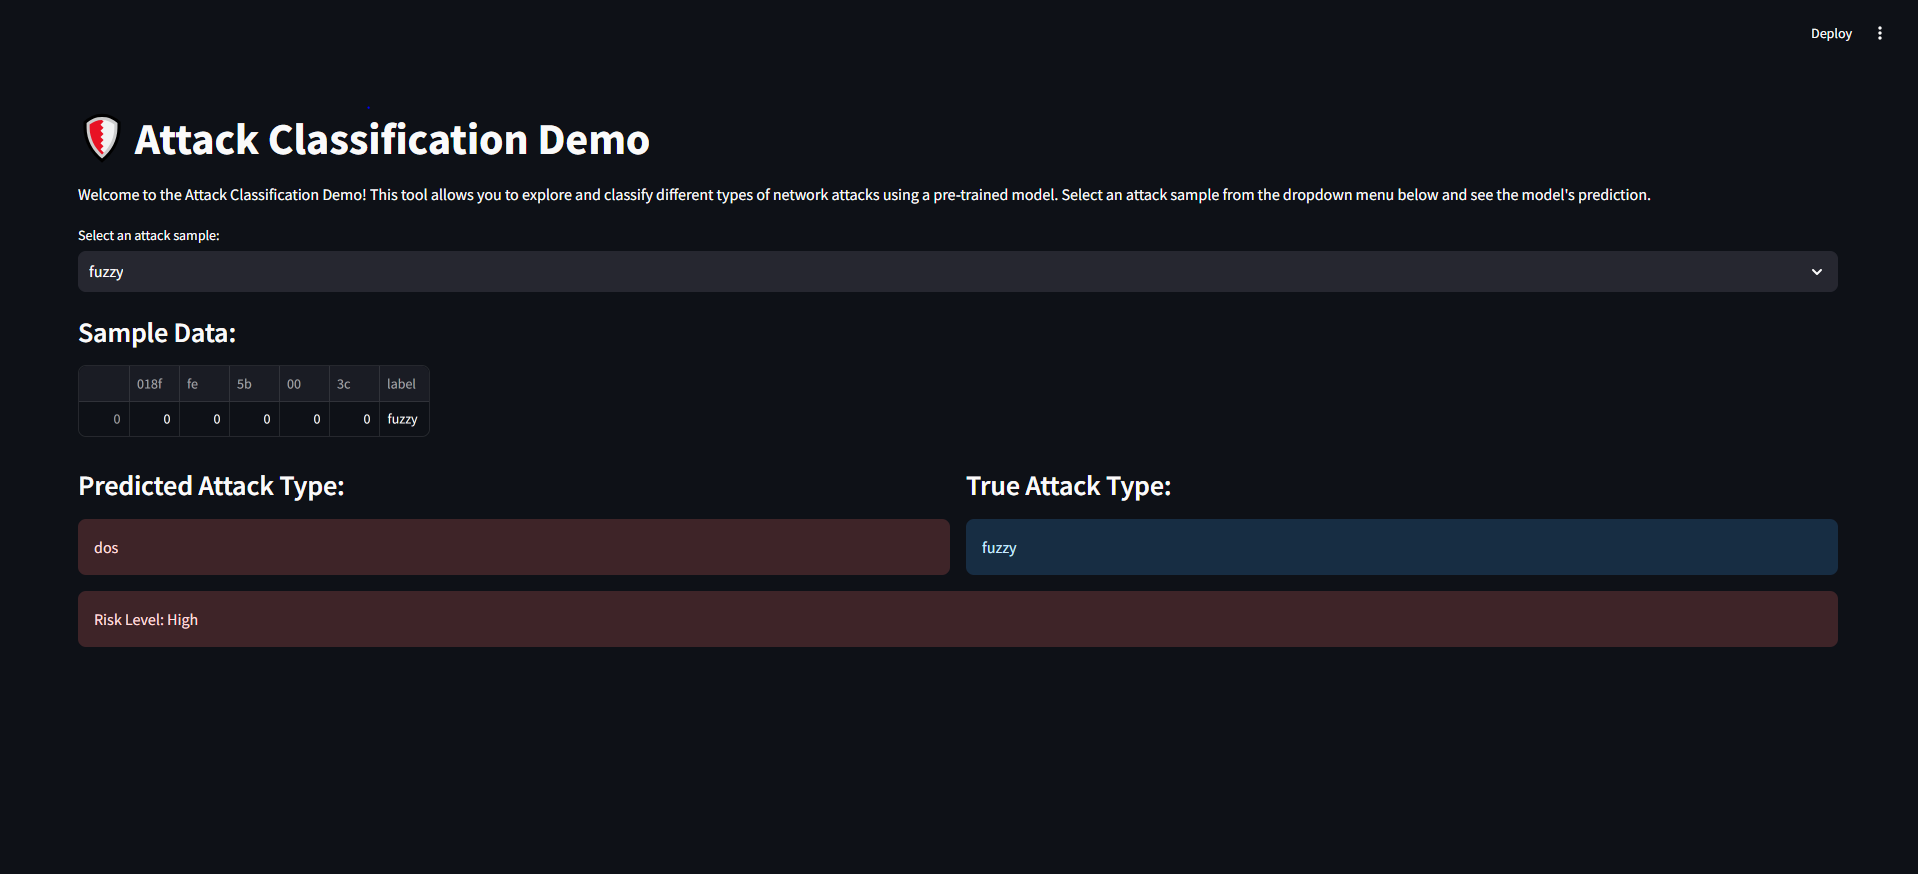 Deploy
Attack Classification Demo
Welcome to the Attack Classification Demo! This tool allows you to explore and classify different types of network attacks using a pre-trained model. Select an attack sample from the dropdown menu below and see the model's prediction.
Select an attack sample:
fuzzy
Sample Data:
018f fe 5b 00 3c label
0 0 0 0 0 0 fuzzy
Predicted Attack Type: True Attack Type:
dos fuzzy
Risk Level: High